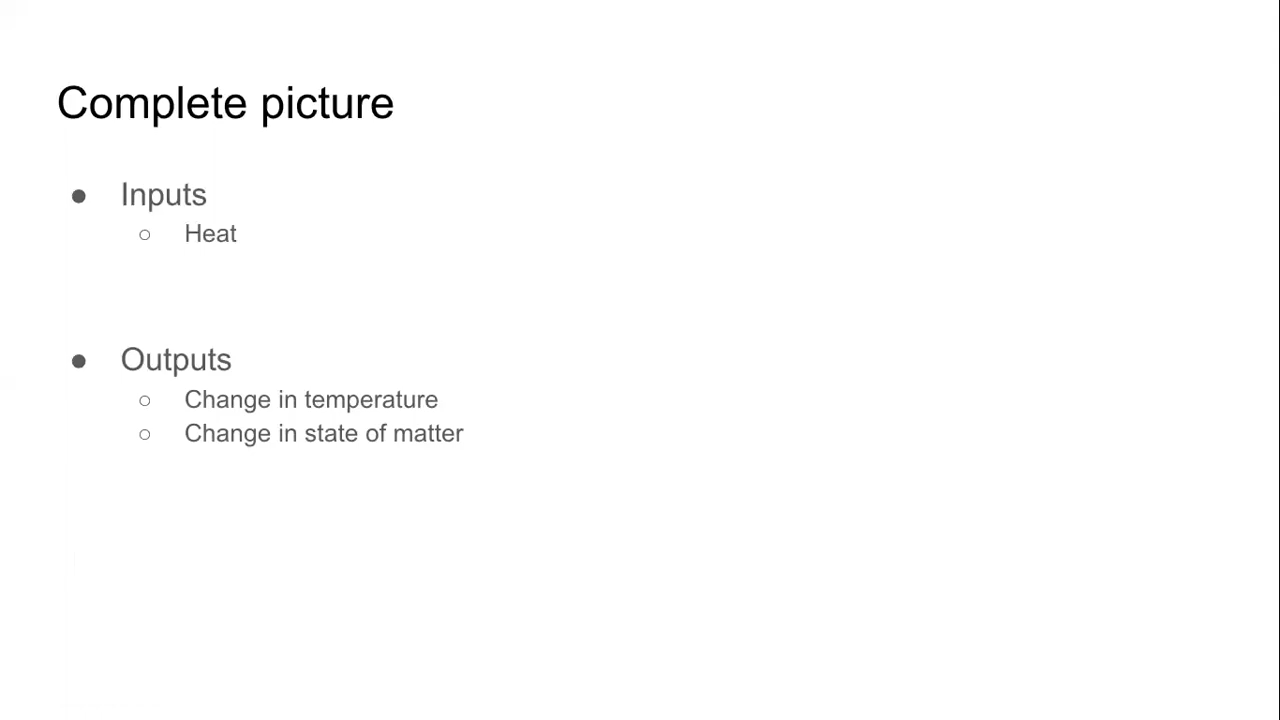 Complete picture
● Inputs
○ Heat
● Outputs
○ Change in temperature
○ Change in state of matter